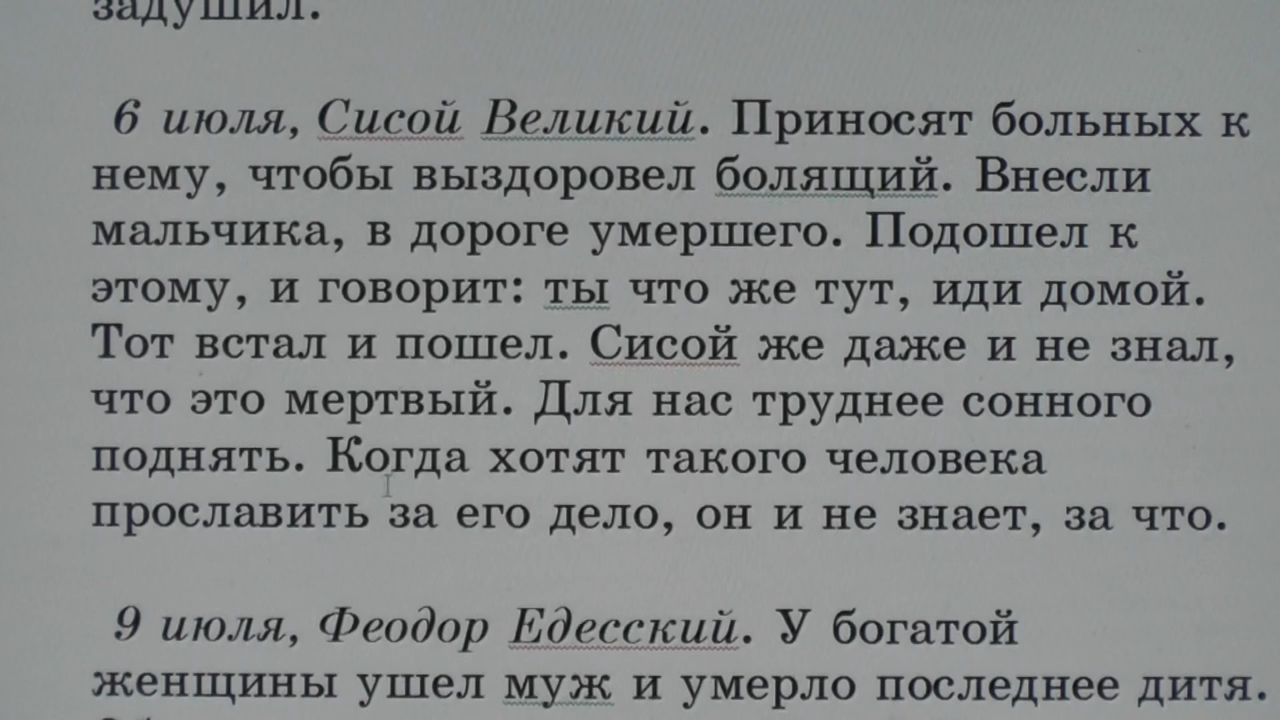 задушил.
6 июля, Сисой Великий. Приносят больных к
нему, чтобы выздоровел болящий. Внесли
мальчика, в дороге умершего. Подошел к
этому, и говорит: ты что же тут, иди домой.
Тот встал и пошел. Сисой же даже и не знал,
что это мертвый. Для нас труднее сонного
поднять. Когда хотят такого человека
прославить за его дело, он и не знает, за что.
9 июля, Феодор Едесский. У богатой
женщины ушел муж и умерло последнее дитя.